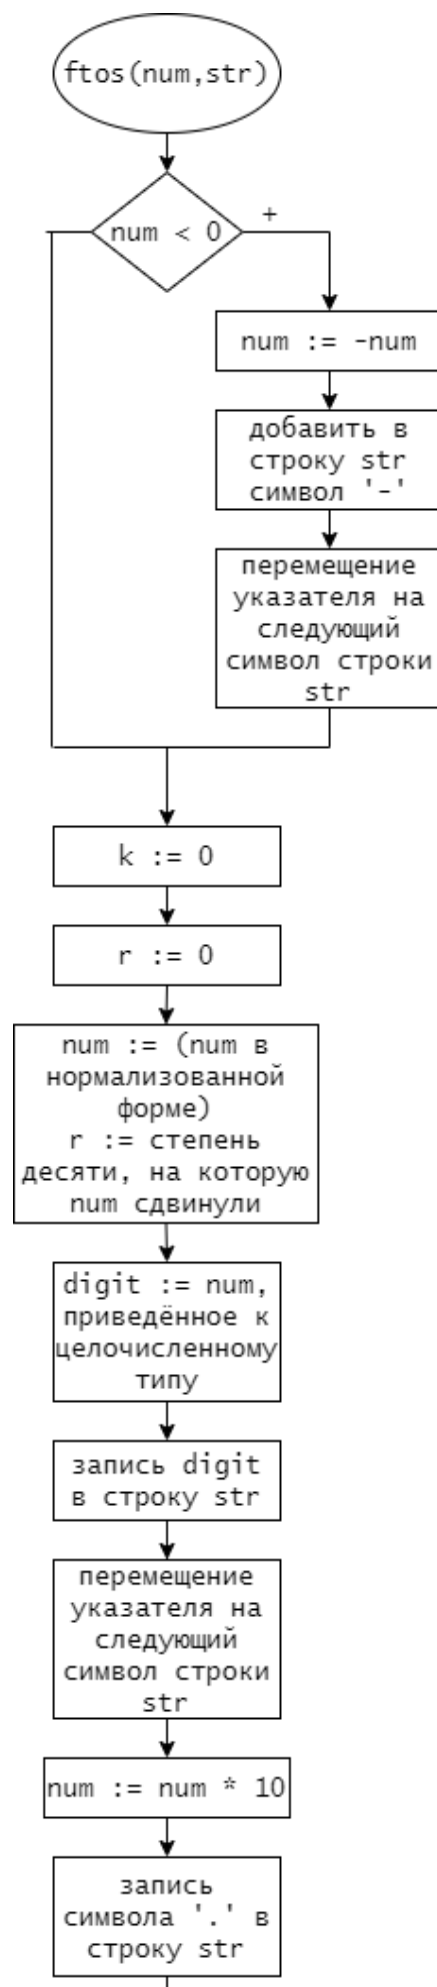 ftos(num,str)
num < 0
+
num := -num
добавить в
строку str
символ '-'
перемещение
указателя на
следующий
символ строки
str
k := 0
r := 0
num := (num в
нормализованной
форме)
r := степень
десяти, на которую
num сдвинули
digit := num,
приведённое к
целочисленному
типу
запись digit
в строку str
перемещение
указателя на
следующий
символ строки
str
num := num * 10
запись
символа '.' в
строку str